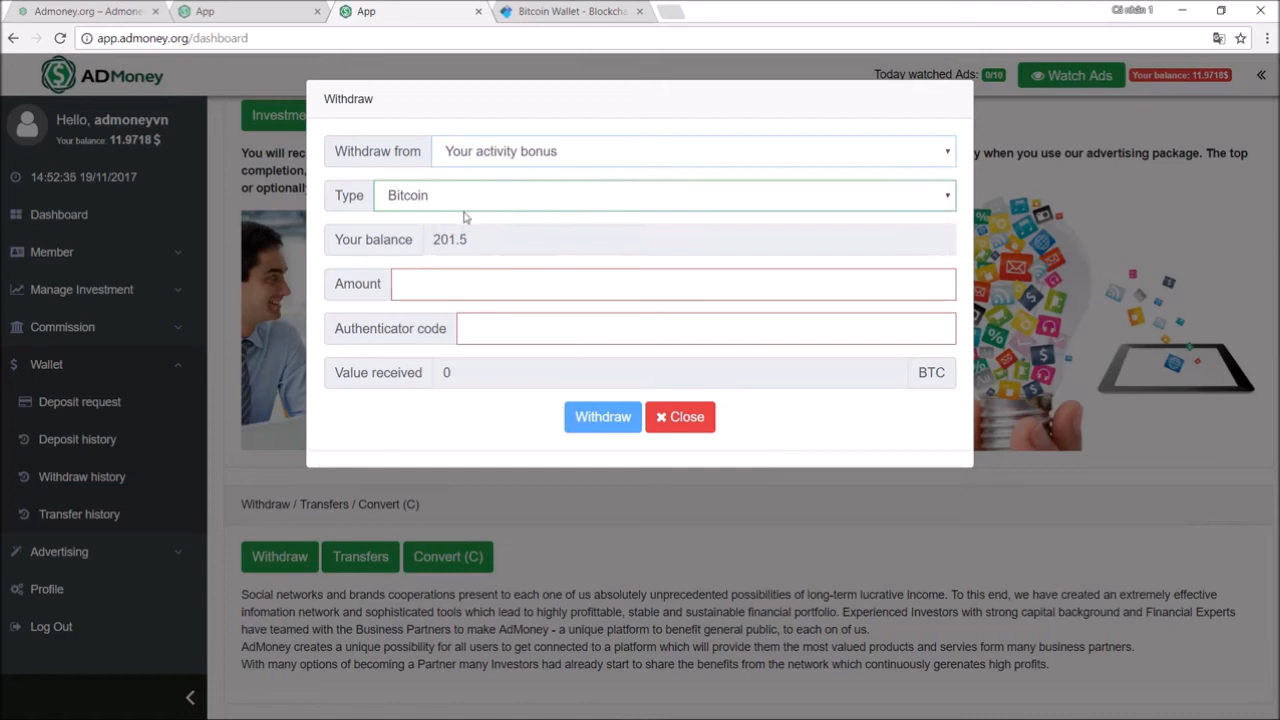 Admoney.org – Admone
App
App
Bitcoin Wallet - Blockcha
Cá nhân 1
app.admoney.org/dashboard
ADMoney
Today watched Ads: 0/10
Watch Ads
Your balance: 11.9718$
Hello, admoneyvn
Your balance: 11.9718 $
14:52:35 19/11/2017
Dashboard
Member
Manage Investment
Commission
Wallet
Deposit request
Deposit history
Withdraw history
Transfer history
Advertising
Profile
Log Out
Investme
You will rec
y when you use our advertising package. The top
completion,
or optionally
Withdraw
Withdraw from Your activity bonus
Type Bitcoin
Your balance 201.5
Amount
Authenticator code
Value received 0 BTC
Withdraw
Close
Withdraw / Transfers / Convert (C)
Withdraw Transfers Convert (C)
Social networks and brands cooperations present to each one of us absolutely unprecedented possibilities of long-term lucrative income. To this end, we have created an extremely effective
infomation network and sophisticated tools which lead to highly profittable, stable and sustainable financial portfolio. Experienced Investors with strong capital background and Financial Experts
have teamed with the Business Partners to make AdMoney - a unique platform to benefit general public, to each on of us.
AdMoney creates a unique possibility for all users to get connected to a platform which will provide them the most valued products and servies form many business partners.
With many options of becoming a Partner many Investors had already start to share the benefits from the network which continuously gerenates high profits.